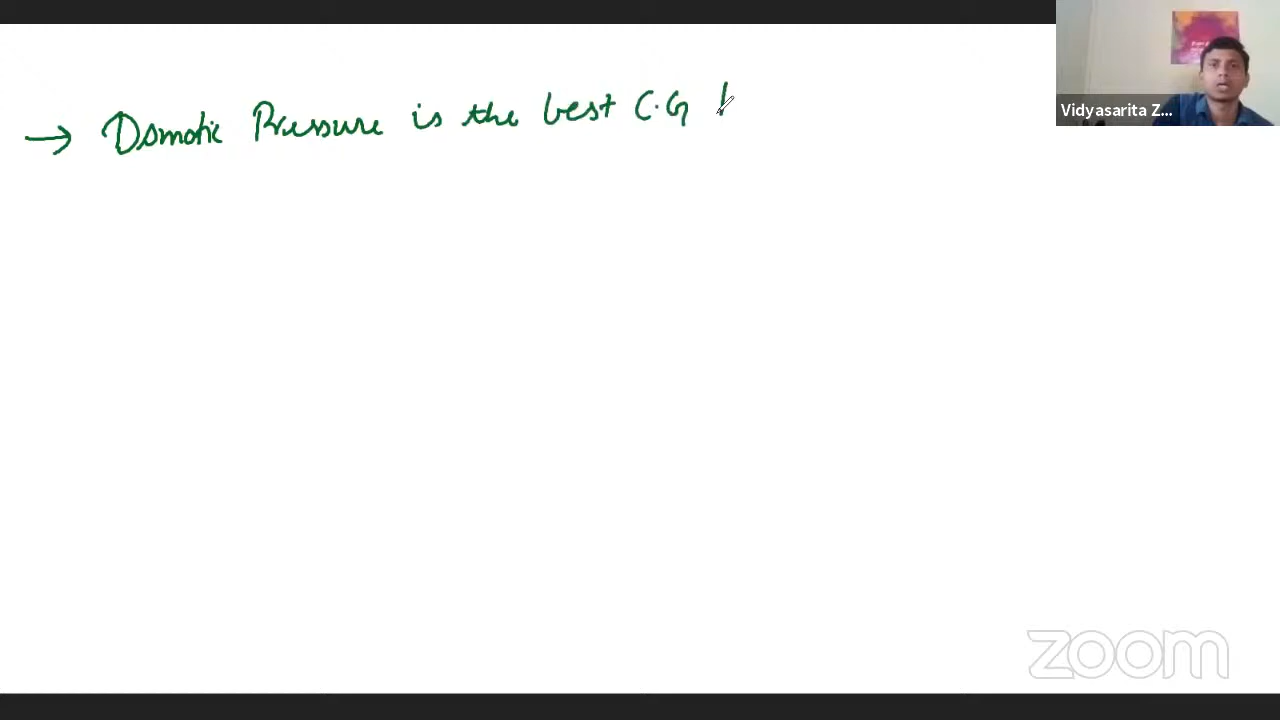 → Osmotic Pressure is the best C.G
Vidyasarita Z...
zoom